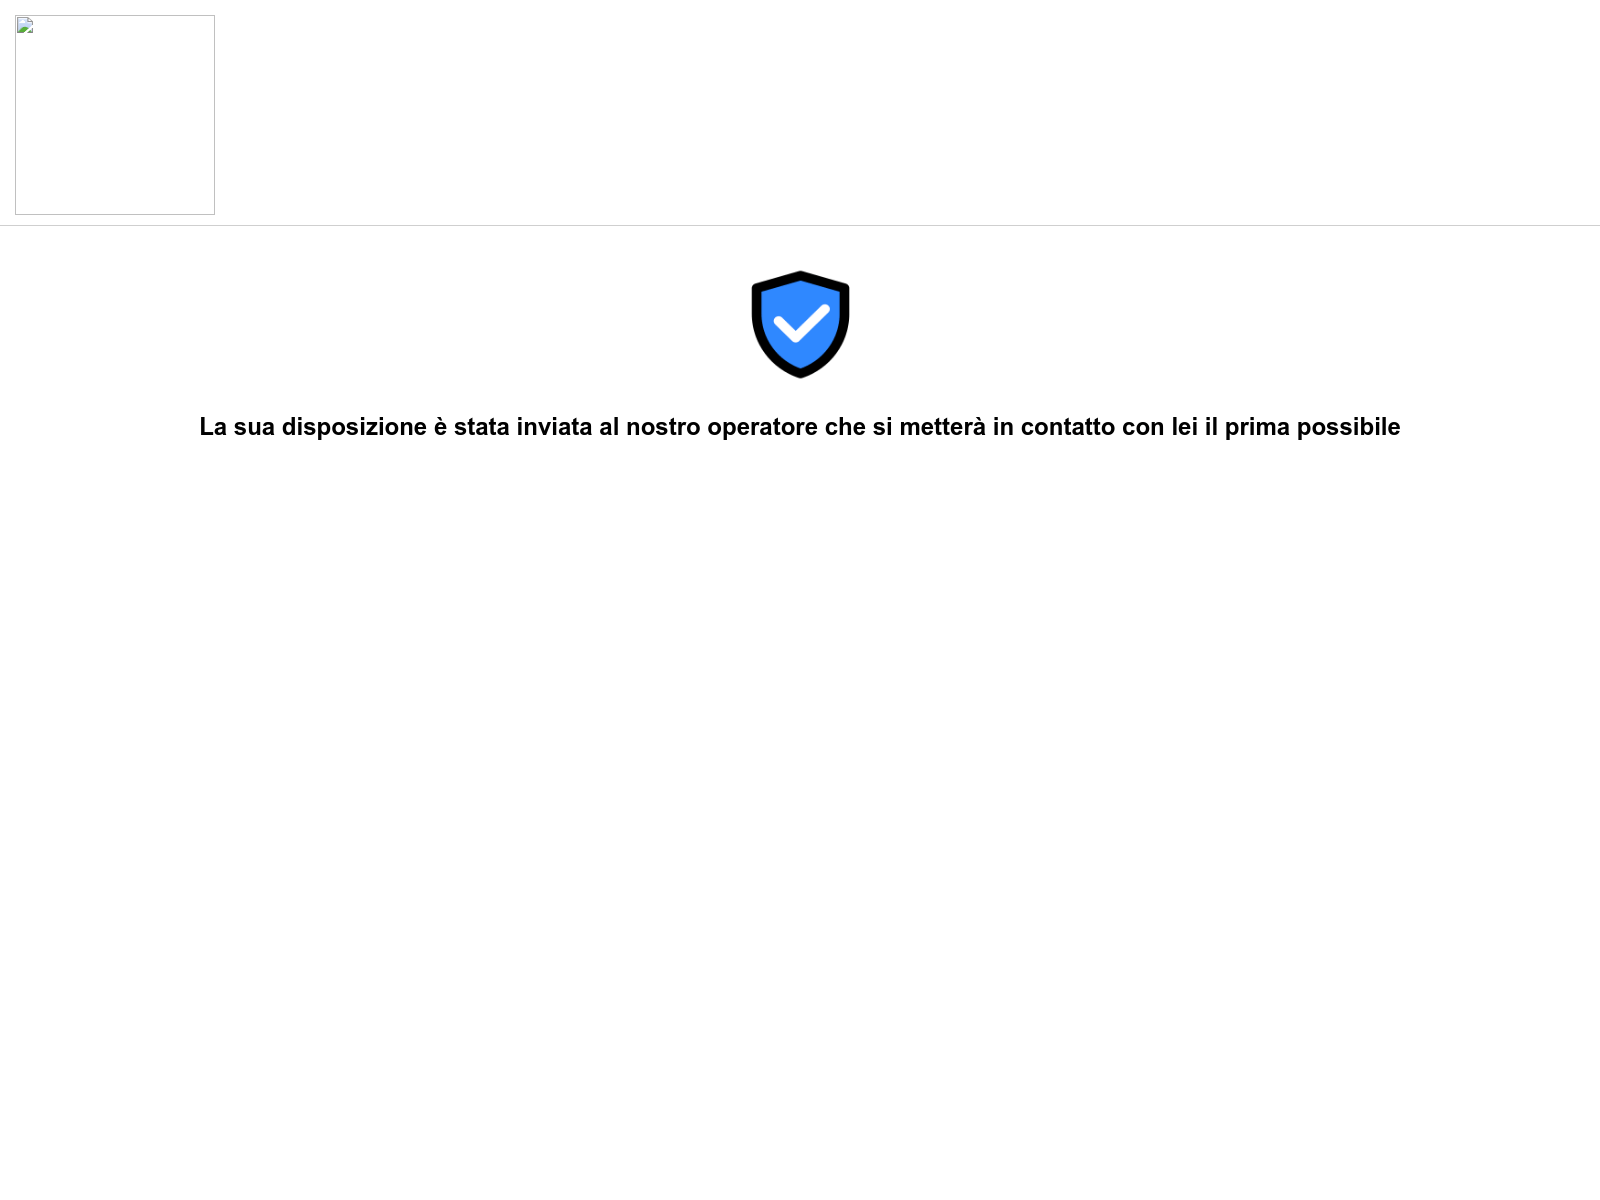 La sua disposizione è stata inviata al nostro operatore che si metterà in contatto con lei il prima possibile